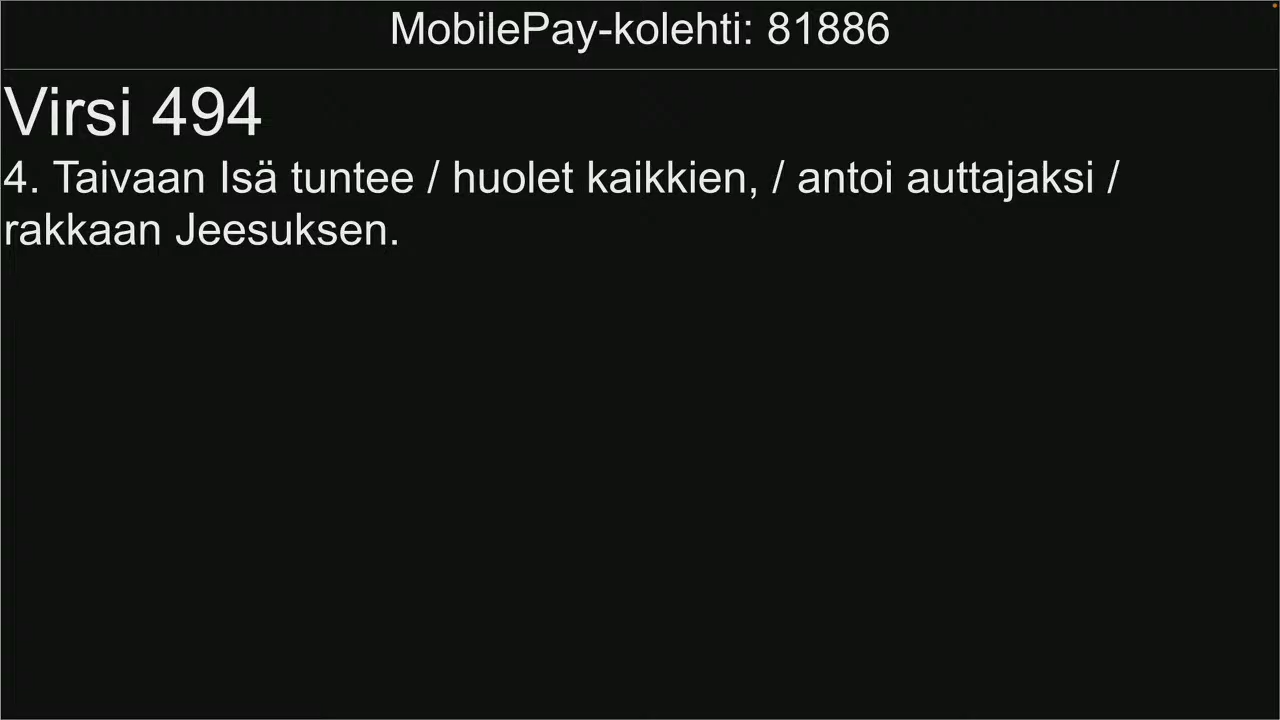 MobilePay-kolehti: 81886
Virsi 494
4. Taivaan Isä tuntee / huolet kaikkien, / antoi auttajaksi /
rakkaan Jeesuksen.